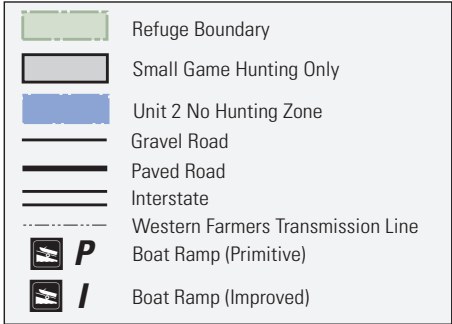 Refuge Boundary
Small Game Hunting Only
Unit 2 No Hunting Zone
Gravel Road
Paved Road
Interstate
Western Farmers Transmission Line
P Boat Ramp (Primitive)
I Boat Ramp (Improved)